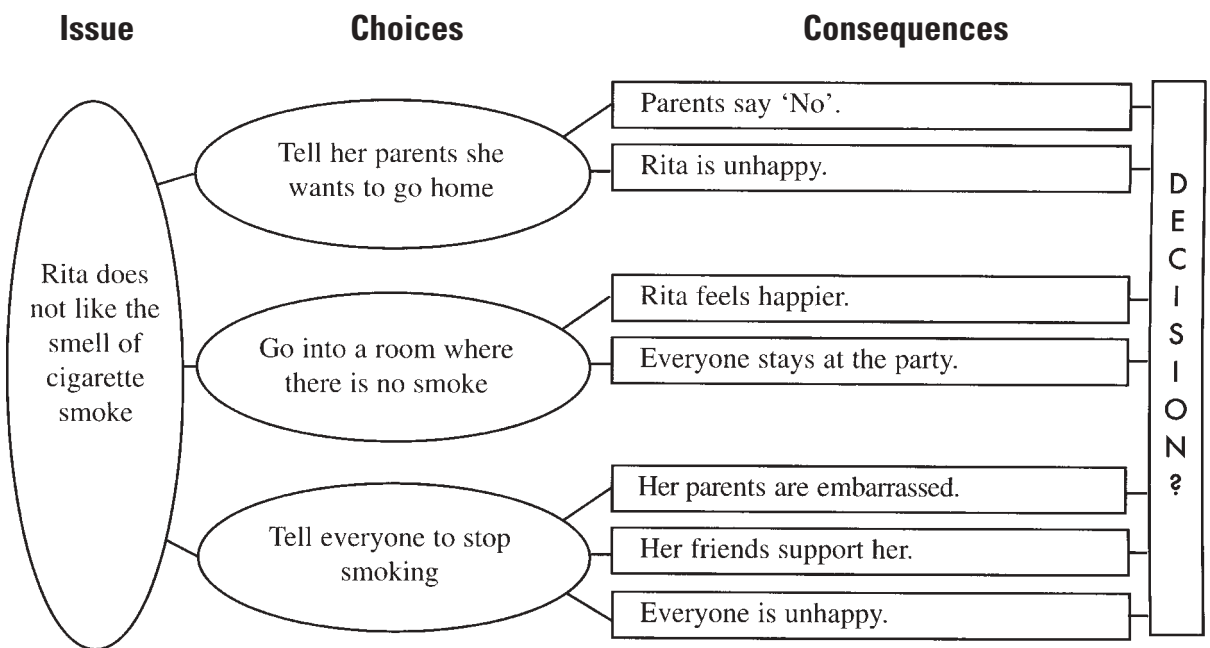 Issue
Choices
Consequences
Rita does
not like the
smell of
cigarette
smoke
Tell her parents she
wants to go home
Parents say ‘No’.
Rita is unhappy.
Go into a room where
there is no smoke
Rita feels happier.
Everyone stays at the party.
Tell everyone to stop
smoking
Her parents are embarrassed.
Her friends support her.
Everyone is unhappy.
DECISION?